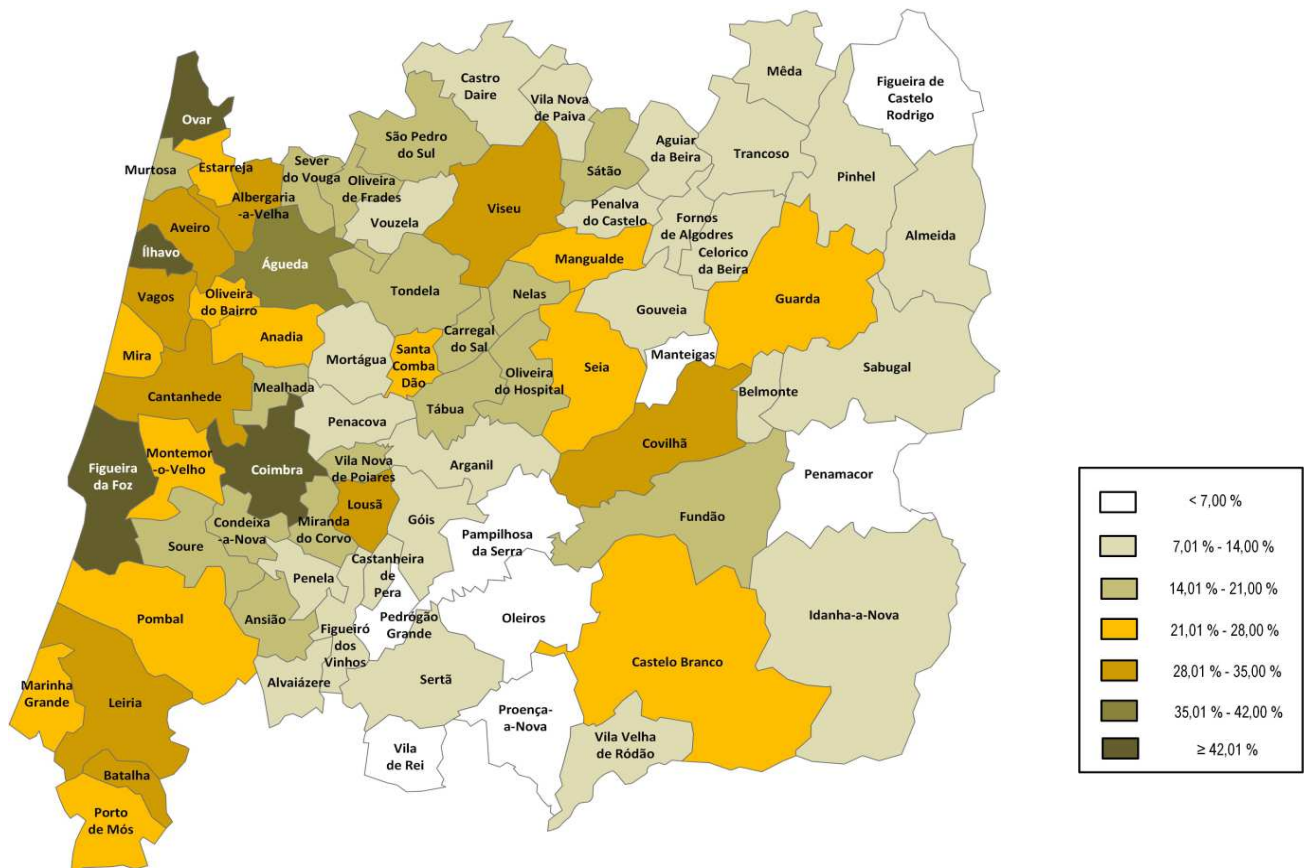 Castro
Daire
Vila Nova
de Paiva
Mêda
Figueira de
Castelo
Rodrigo
Ovar
São Pedro
do Sul
Aguiar
da Beira
Trancoso
Murtosa
Estarreja
Sever
do Vouga
Sátão
Pinhel
Albergaria
-a-Velha
Oliveira
de Frades
Vouzela
Viseu
Penalva
do Castelo
Fornos
de Algodres
Almeida
Aveiro
Celorico
da Beira
Ílhavo
Águeda
Mangualde
Vagos
Oliveira
do Bairro
Tondela
Nelas
Gouveia
Guarda
Anadia
Carregal
do Sal
Mira
Mortágua
Santa
Comba
Dão
Seia
Manteigas
Sabugal
Mealhada
Oliveira
do Hospital
Belmonte
Cantanhede
Tábua
Penacova
Covilhã
Montemor
-o-Velho
Vila Nova
de Poiares
Arganil
Penamacor
Figueira
da Foz
Coimbra
Lousã
Fundão
Condeixa
-a-Nova
Miranda
do Corvo
Góis
Pampilhosa
da Serra
Soure
Castanheira
de
Pera
Penela
Pombal
Ansião
Pedrógão
Grande
Oleiros
Idanha-a-Nova
Figueiró
dos
Vinhos
Castelo Branco
Alvaiázere
Sertã
Marinha
Grande
Leiria
Proença-
a-Nova
Vila
de Rei
Vila Velha
de Ródão
Batalha
Porto
de Mós
< 7,00 %
7,01 % - 14,00 %
14,01 % - 21,00 %
21,01 % - 28,00 %
28,01 % - 35,00 %
35,01 % - 42,00 %
≥ 42,01 %